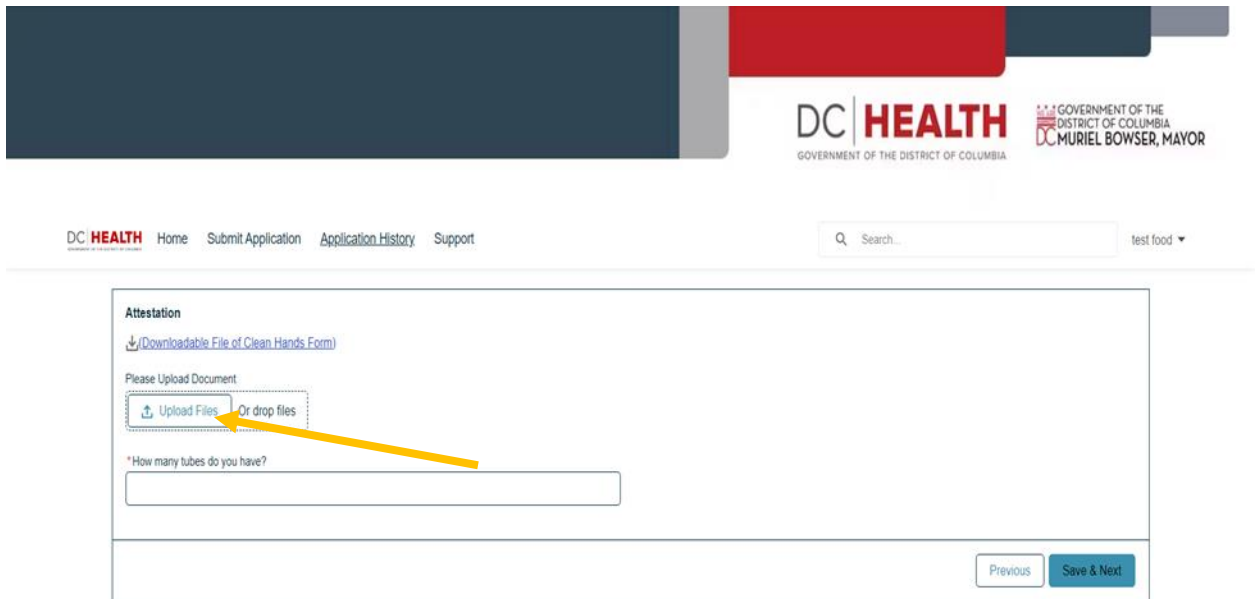 DC HEALTH
GOVERNMENT OF THE DISTRICT OF COLUMBIA
GOVERNMENT OF THE
DISTRICT OF COLUMBIA
DC MURIEL BOWSER, MAYOR
DC HEALTH Home Submit Application Application History Support Search... test food
Attestation
(Downloadable File of Clean Hands Form)
Please Upload Document
Upload Files Or drop files
*How many tubes do you have?
Previous Save & Next